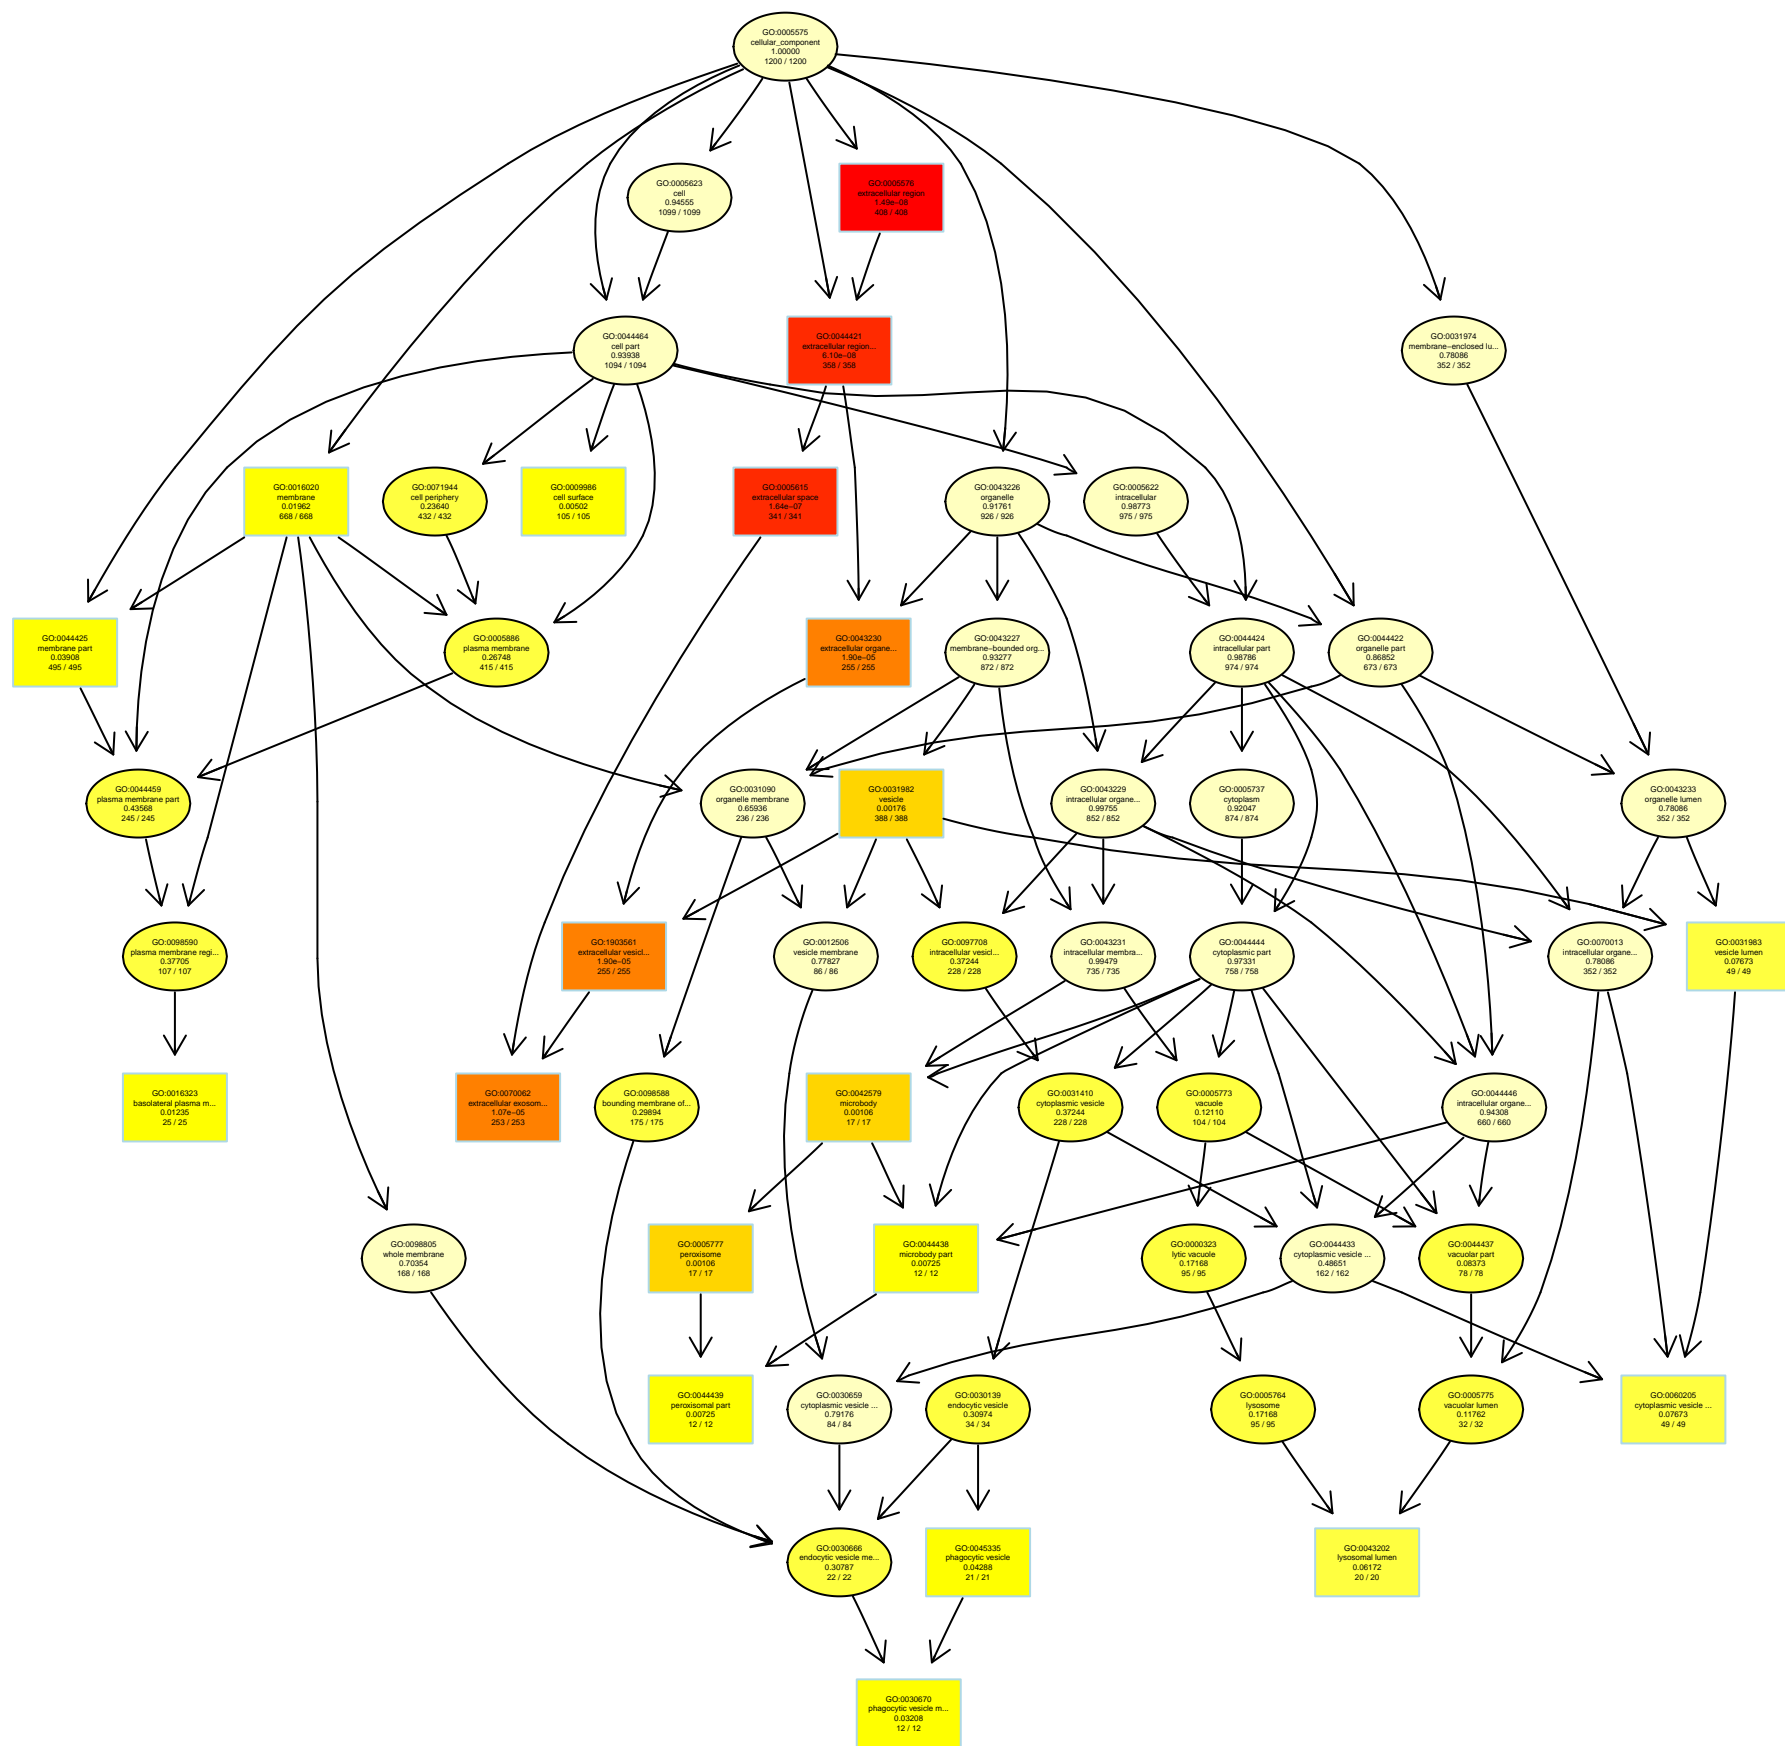 GO:0005575
cellular_component
1.00000
1200 / 1200
GO:0005623
cell
0.94555
1099 / 1099
GO:0005576
extracellular region
1.49e−08
408 / 408
GO:0044464
cell part
0.93938
1094 / 1094
GO:0044421
extracellular region...
6.10e−08
358 / 358
GO:0031974
membrane−enclosed lu...
0.78086
352 / 352
GO:0016020
membrane
0.01962
668 / 668
GO:0071944
cell periphery
0.23640
432 / 432
GO:0009986
cell surface
0.00502
105 / 105
GO:0005615
extracellular space
1.64e−07
341 / 341
GO:0043226
organelle
0.91761
926 / 926
GO:0005622
intracellular
0.98773
975 / 975
GO:0044425
membrane part
0.03908
495 / 495
GO:0005886
plasma membrane
0.26748
415 / 415
GO:0043230
extracellular organe...
1.90e−05
255 / 255
GO:0043227
membrane−bounded org...
0.93277
872 / 872
GO:0044424
intracellular part
0.98786
974 / 974
GO:0044422
organelle part
0.86852
673 / 673
GO:0044459
plasma membrane part
0.43568
245 / 245
GO:0031090
organelle membrane
0.65936
236 / 236
GO:0031982
vesicle
0.00176
388 / 388
GO:0043229
intracellular organe...
0.99755
852 / 852
GO:0005737
cytoplasm
0.92047
874 / 874
GO:0043233
organelle lumen
0.78086
352 / 352
GO:0098590
plasma membrane regi...
0.37705
107 / 107
GO:1903561
extracellular vesicl...
1.90e−05
255 / 255
GO:0012506
vesicle membrane
0.77827
86 / 86
GO:0097708
intracellular vesicl...
0.37244
228 / 228
GO:0043231
intracellular membra...
0.99479
735 / 735
GO:0044444
cytoplasmic part
0.97331
758 / 758
GO:0070013
intracellular organe...
0.78086
352 / 352
GO:0031983
vesicle lumen
0.07673
49 / 49
GO:0016323
basolateral plasma m...
0.01235
25 / 25
GO:0070062
extracellular exosom...
1.07e−05
253 / 253
GO:0098588
bounding membrane of...
0.29894
175 / 175
GO:0042579
microbody
0.00106
17 / 17
GO:0031410
cytoplasmic vesicle
0.37244
228 / 228
GO:0005773
vacuole
0.12110
104 / 104
GO:0044446
intracellular organe...
0.94308
660 / 660
GO:0098805
whole membrane
0.70354
168 / 168
GO:0005777
peroxisome
0.00106
17 / 17
GO:0044438
microbody part
0.00725
12 / 12
GO:0000323
lytic vacuole
0.17168
95 / 95
GO:0044433
cytoplasmic vesicle ...
0.48651
162 / 162
GO:0044437
vacuolar part
0.08373
78 / 78
GO:0044439
peroxisomal part
0.00725
12 / 12
GO:0030659
cytoplasmic vesicle ...
0.79176
84 / 84
GO:0030139
endocytic vesicle
0.30974
34 / 34
GO:0005764
lysosome
0.17168
95 / 95
GO:0005775
vacuolar lumen
0.11762
32 / 32
GO:0060205
cytoplasmic vesicle ...
0.07673
49 / 49
GO:0030666
endocytic vesicle me...
0.30787
22 / 22
GO:0045335
phagocytic vesicle
0.04288
21 / 21
GO:0043202
lysosomal lumen
0.06172
20 / 20
GO:0030670
phagocytic vesicle m...
0.03208
12 / 12